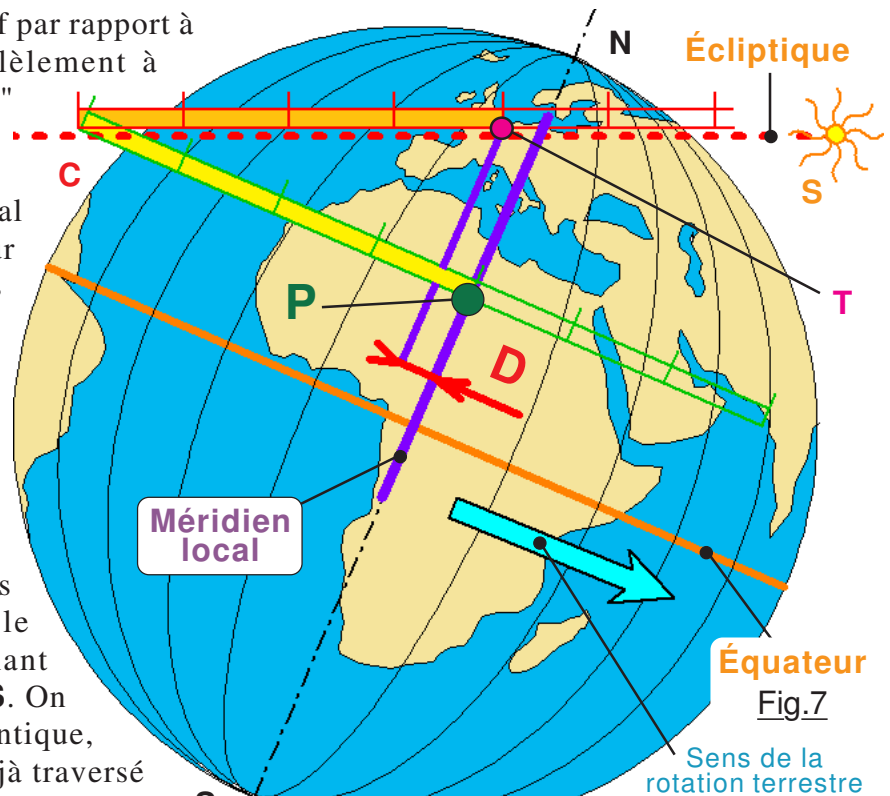 f par rapport à
lèlement à
"
al
ur
N
Écliptique
C
S
P
T
D
Méridien
local
s
le
ant
S. On
ntique,
jà traversé
Équateur
Fig.7
Sens de la
rotation terrestre